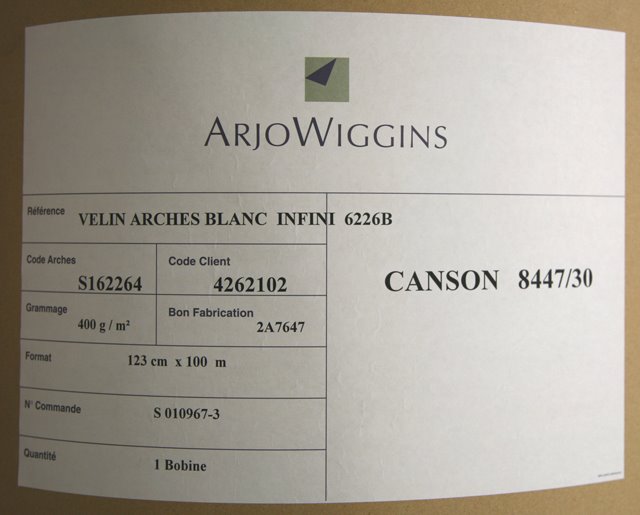 ARJOWIGGINS
Référence VELIN ARCHES BLANC INFINI 6226B
Code Arches
S162264
Code Client
4262102
CANSON 8447/30
Grammage
400 g / m²
Bon Fabrication
2A7647
Format
123 cm x 100 m
N° Commande
S 010967-3
Quantité
1 Bobine